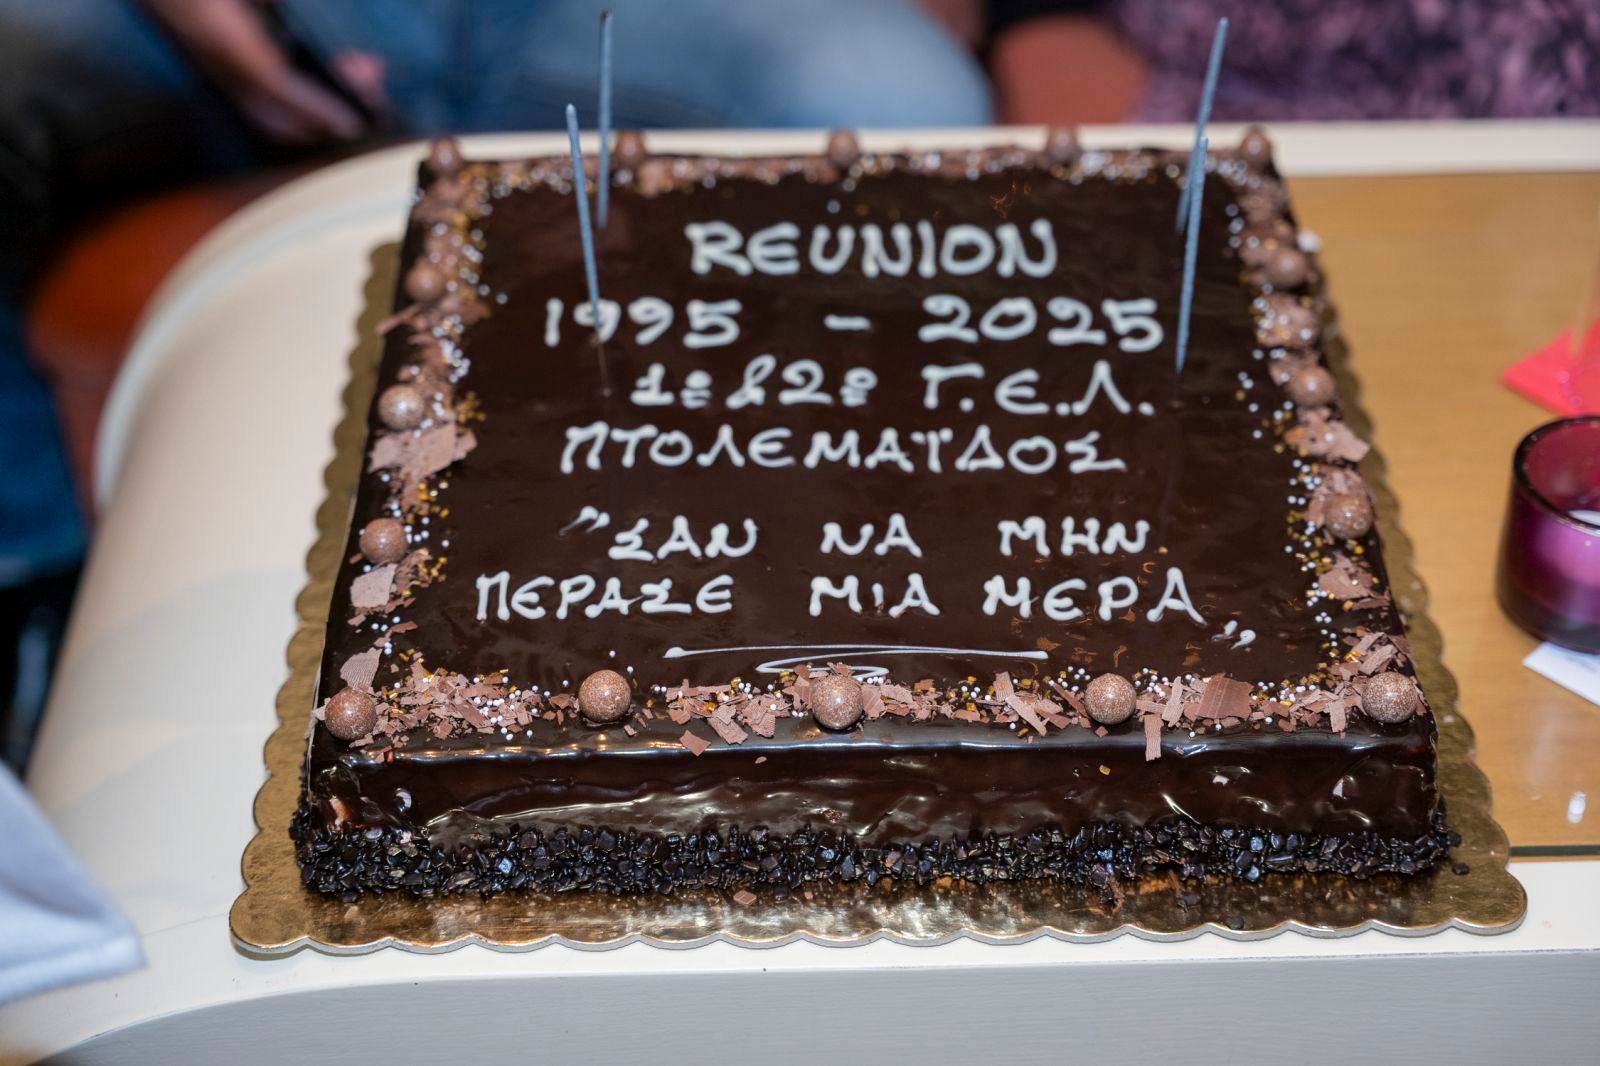 REUNION
1995 - 2025
1ο & 2ο Γ.Ε.Λ.
ΠΤΟΛΕΜΑΪΔΟΣ
"ΣΑΝ ΝΑ ΜΗΝ
ΠΕΡΑΣΕ ΜΙΑ ΜΕΡΑ"